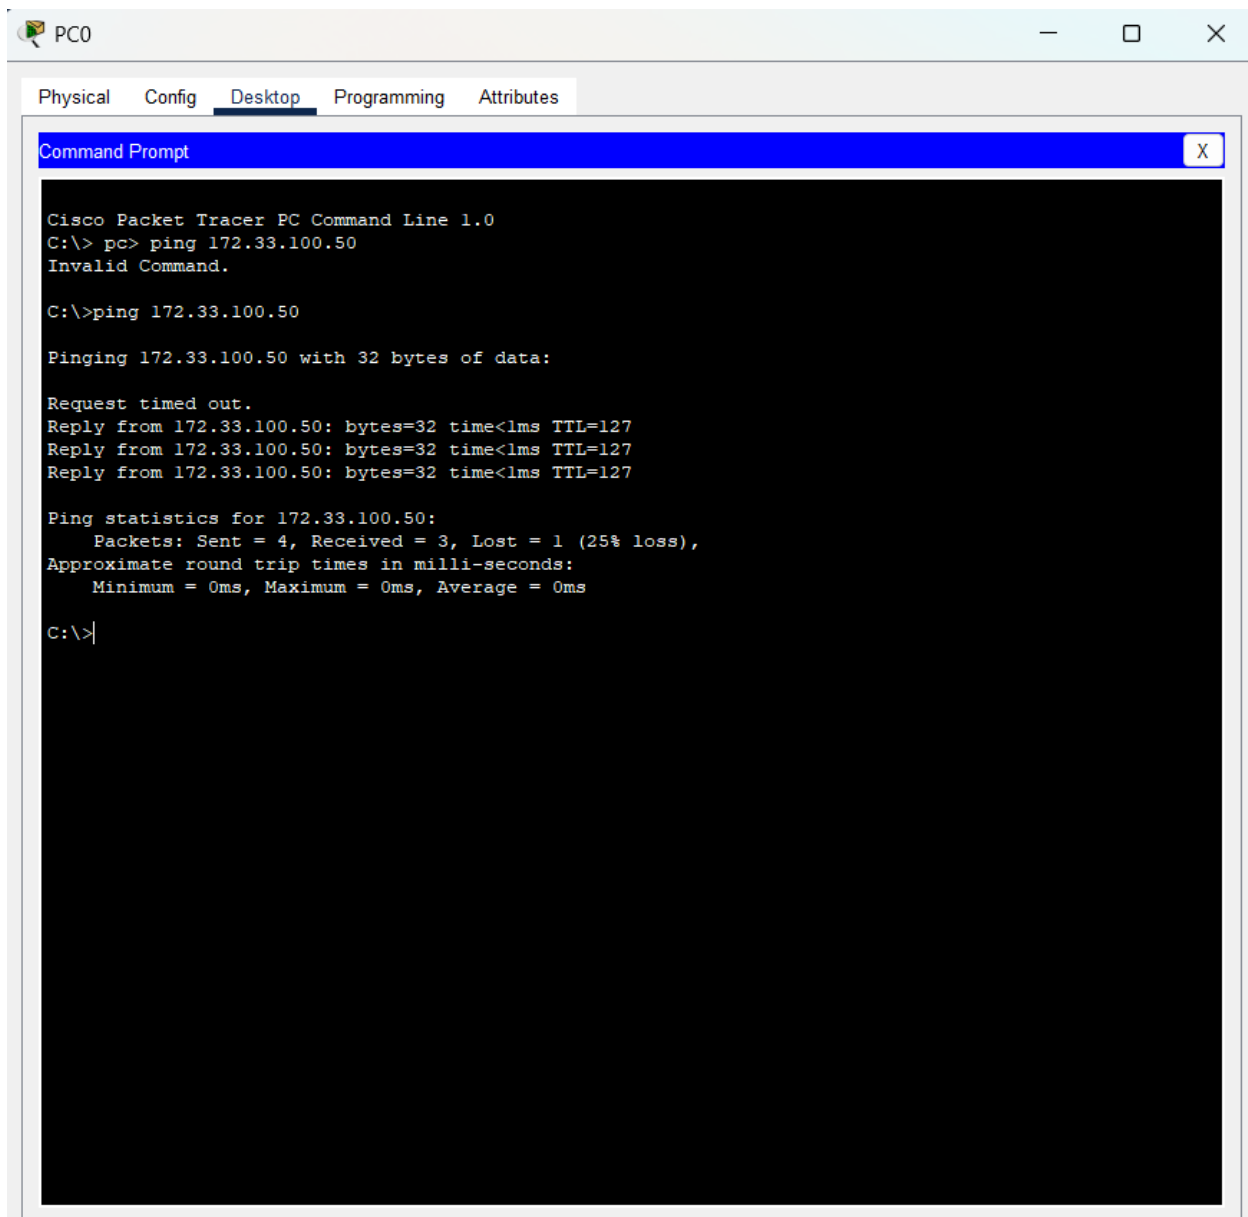 PC0
Physical Config Desktop Programming Attributes
Command Prompt
X
Cisco Packet Tracer PC Command Line 1.0
C:\> pc> ping 172.33.100.50
Invalid Command.
C:\>ping 172.33.100.50
Pinging 172.33.100.50 with 32 bytes of data:
Request timed out.
Reply from 172.33.100.50: bytes=32 time<1ms TTL=127
Reply from 172.33.100.50: bytes=32 time<1ms TTL=127
Reply from 172.33.100.50: bytes=32 time<1ms TTL=127
Ping statistics for 172.33.100.50:
Packets: Sent = 4, Received = 3, Lost = 1 (25% loss),
Approximate round trip times in milli-seconds:
Minimum = 0ms, Maximum = 0ms, Average = 0ms
C:\>